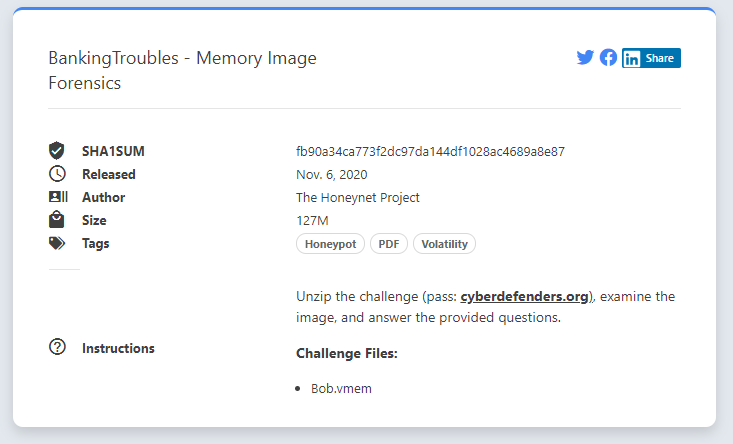 BankingTroubles - Memory Image
Forensics
in Share
SHA1SUM
fb90a34ca773f2dc97da144df1028ac4689a8e87
Released
Nov. 6, 2020
Author
The Honeynet Project
Size
127M
Tags
Honeypot PDF Volatility
Unzip the challenge (pass: cyberdefenders.org), examine the
image, and answer the provided questions.
Instructions
Challenge Files:
• Bob.vmem